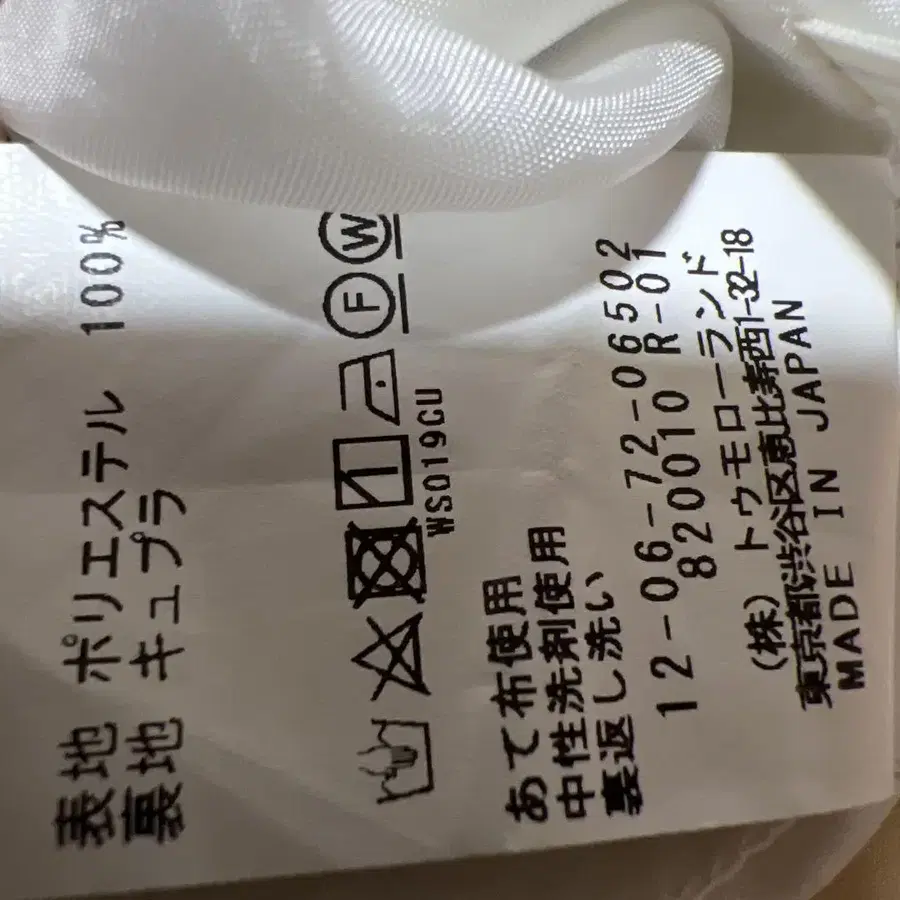 表地 ポリエステル 100%
裏地 キュプラ
F W
WS019CU
あて布使用
中性洗剤使用
裏返し洗い
12-06-72-06502
820010 R-01
(株) トゥモローランド
東京都渋谷区恵比寿西1-32-18
MADE IN JAPAN